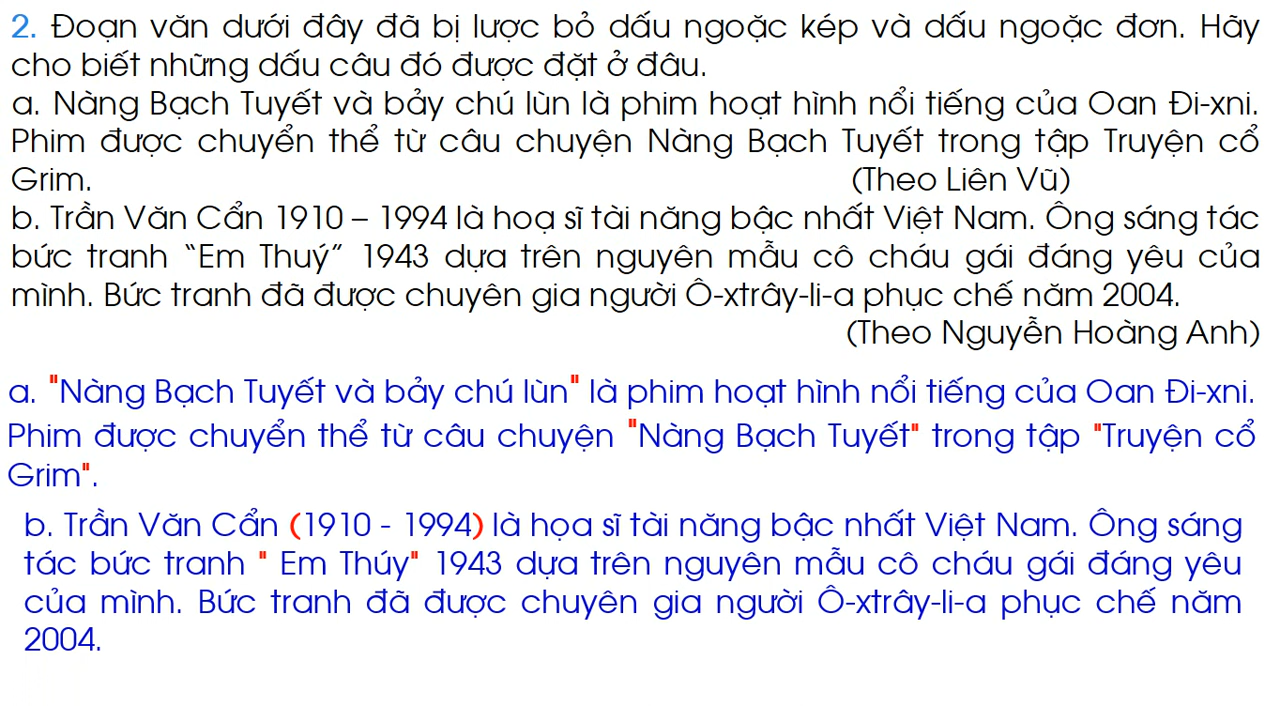 2. Đoạn văn dưới đây đã bị lược bỏ dấu ngoặc kép và dấu ngoặc đơn. Hãy
cho biết những dấu câu đó được đặt ở đâu.
a. Nàng Bạch Tuyết và bảy chú lùn là phim hoạt hình nổi tiếng của Oan Đi-xni.
Phim được chuyển thể từ câu chuyện Nàng Bạch Tuyết trong tập Truyện cổ
Grim. (Theo Liên Vũ)
b. Trần Văn Cẩn 1910 – 1994 là hoạ sĩ tài năng bậc nhất Việt Nam. Ông sáng tác
bức tranh “Em Thuý” 1943 dựa trên nguyên mẫu cô cháu gái đáng yêu của
mình. Bức tranh đã được chuyên gia người Ô-xtrây-li-a phục chế năm 2004.
(Theo Nguyễn Hoàng Anh)
a. "Nàng Bạch Tuyết và bảy chú lùn" là phim hoạt hình nổi tiếng của Oan Đi-xni.
Phim được chuyển thể từ câu chuyện "Nàng Bạch Tuyết" trong tập "Truyện cổ
Grim".
b. Trần Văn Cẩn (1910 - 1994) là họa sĩ tài năng bậc nhất Việt Nam. Ông sáng
tác bức tranh " Em Thúy" 1943 dựa trên nguyên mẫu cô cháu gái đáng yêu
của mình. Bức tranh đã được chuyên gia người Ô-xtrây-li-a phục chế năm
2004.